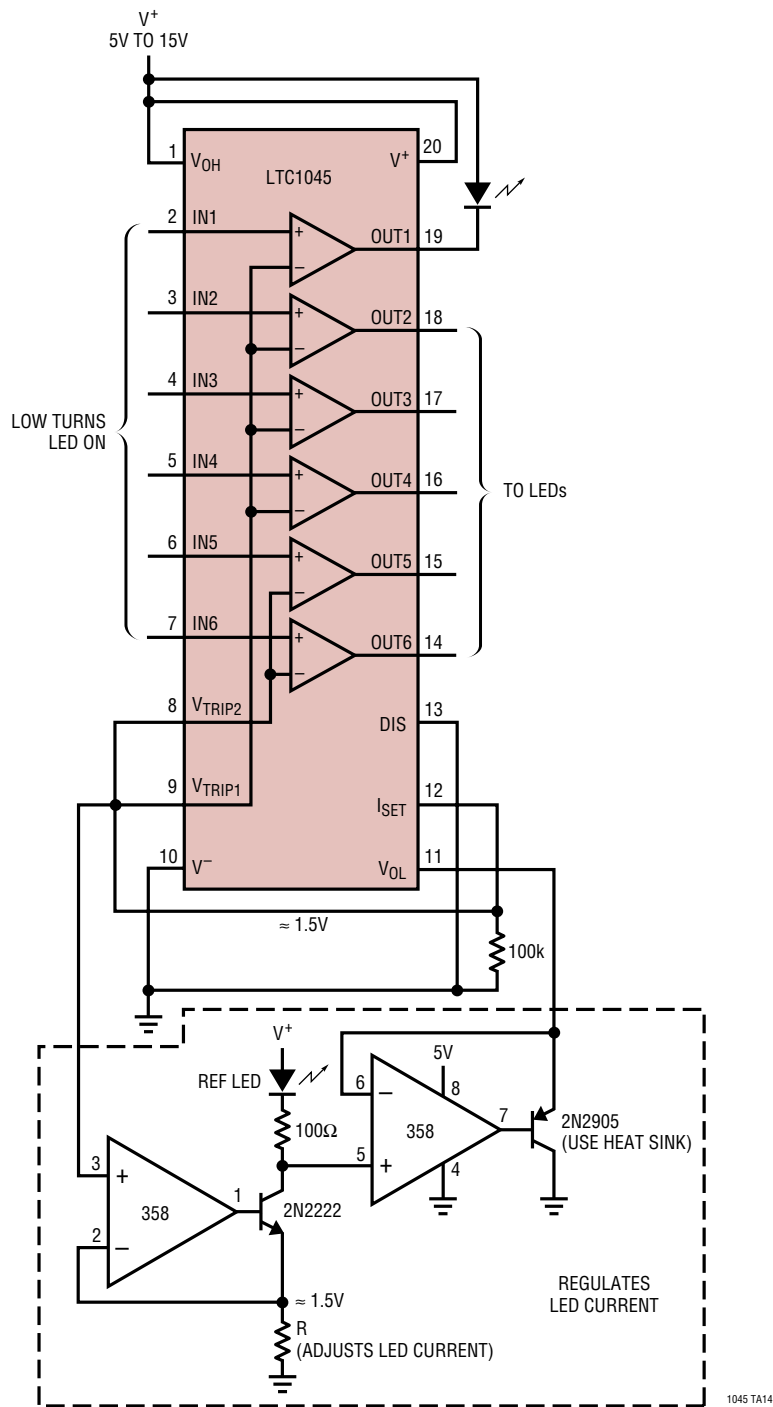 V+
5V TO 15V
1
VOH
V+
20
LTC1045
2
IN1
+
−
OUT1
19
3
IN2
+
−
OUT2
18
4
IN3
+
−
OUT3
17
LOW TURNS
LED ON
5
IN4
+
−
OUT4
16
TO LEDs
6
IN5
+
−
OUT5
15
7
IN6
+
−
OUT6
14
8
VTRIP2
DIS
13
9
VTRIP1
ISET
12
10
V−
VOL
11
≈ 1.5V
100k
V+
REF LED
100Ω
5V
6
−
8
358
7
5
+
4
2N2905
(USE HEAT SINK)
3
+
358
1
2N2222
2
−
≈ 1.5V
R
(ADJUSTS LED CURRENT)
REGULATES
LED CURRENT
1045 TA14